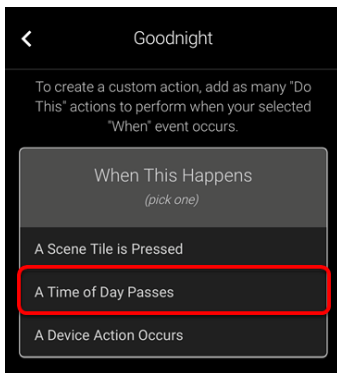 Goodnight
To create a custom action, add as many "Do
This" actions to perform when your selected
"When" event occurs.
When This Happens
(pick one)
A Scene Tile is Pressed
A Time of Day Passes
A Device Action Occurs